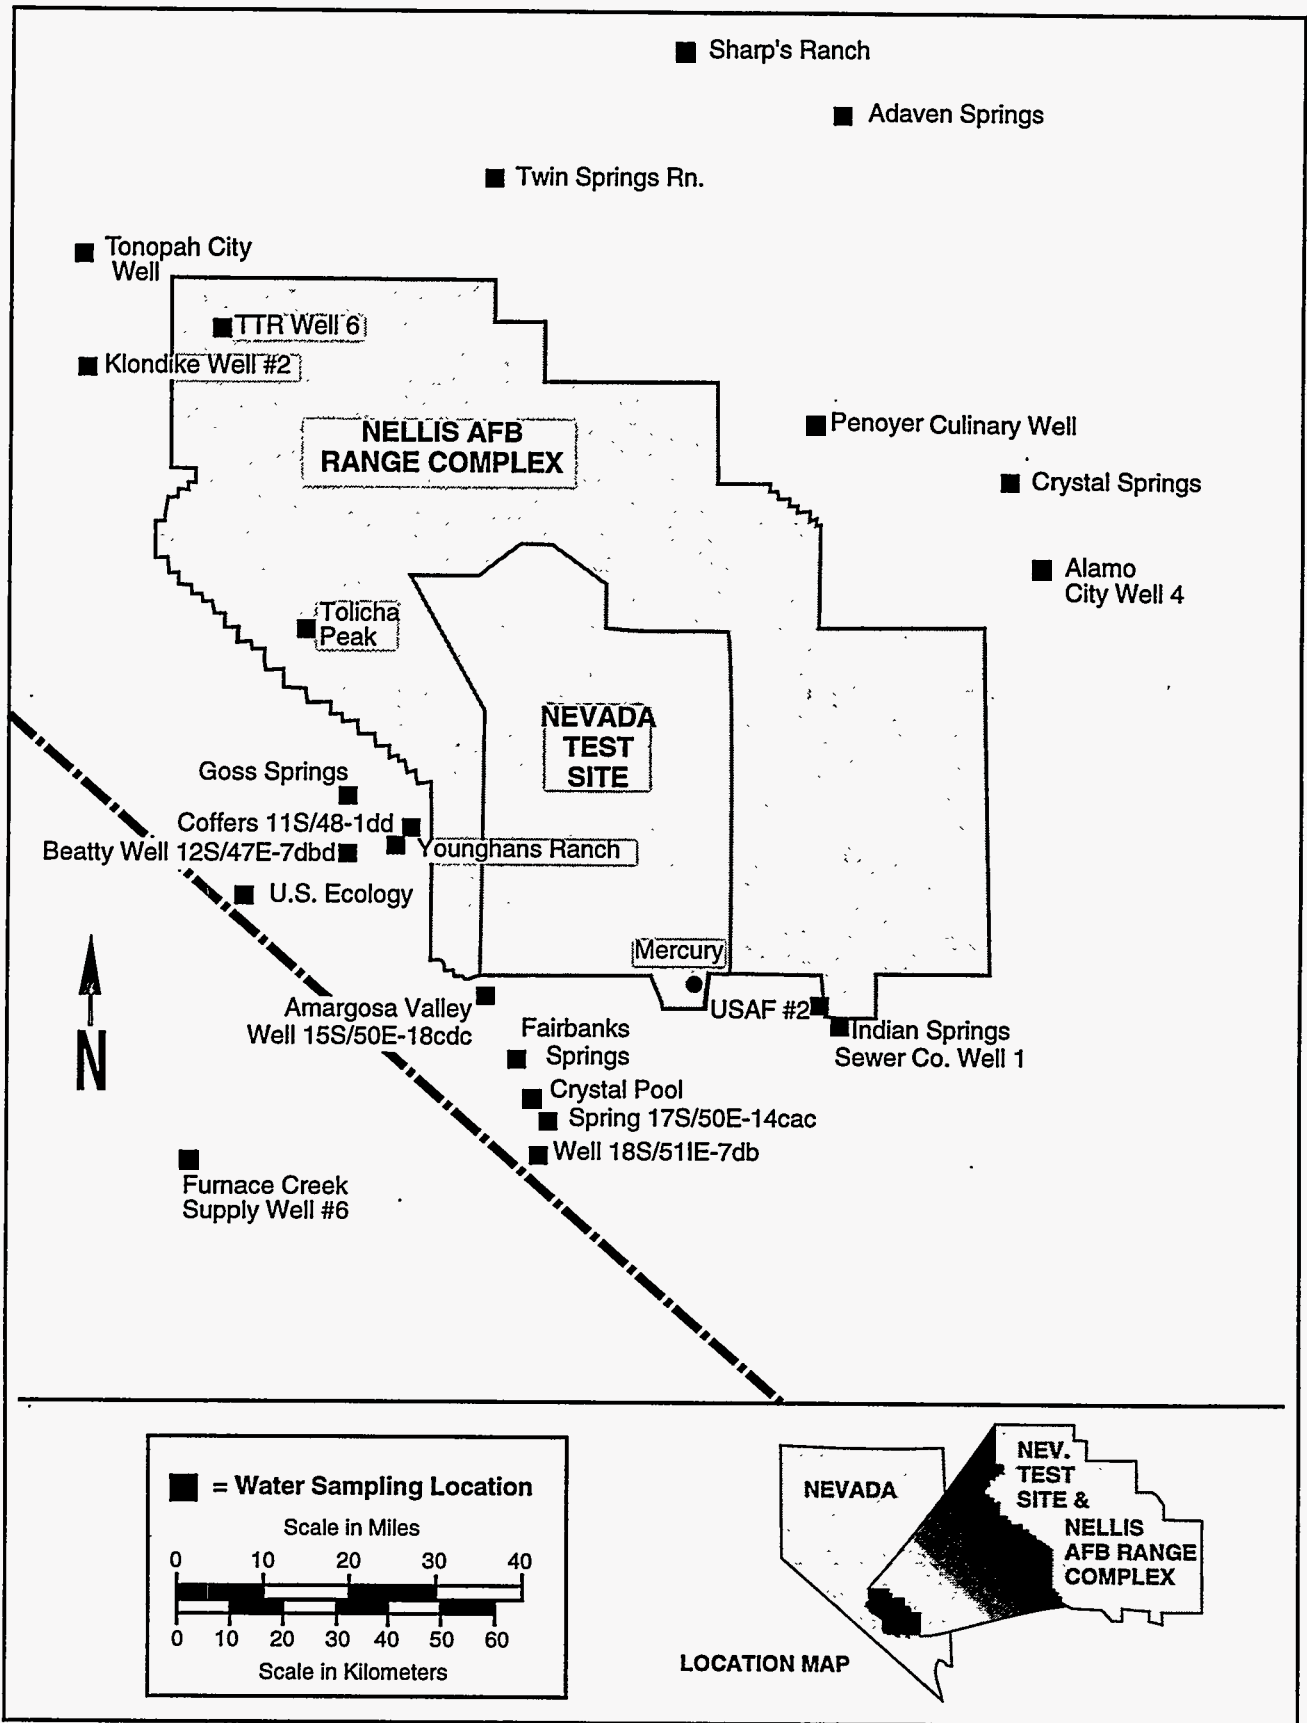 Sharp's Ranch
Adaven Springs
Twin Springs Rn.
Tonopah City
Well
TTR Well 6
Klondike Well #2
NELLIS AFB
RANGE COMPLEX
Penoyer Culinary Well
Crystal Springs
Alamo
City Well 4
Tolicha
Peak
NEVADA
TEST
SITE
Goss Springs
Coffers 11S/48-1dd
Younghans Ranch
Beatty Well 12S/47E-7dbd
U.S. Ecology
Mercury
Amargosa Valley
Well 15S/50E-18cdc
USAF #2
Indian Springs
Sewer Co. Well 1
Fairbanks
Springs
Crystal Pool
Spring 17S/50E-14cac
Well 18S/51IE-7db
N
Furnace Creek
Supply Well #6
= Water Sampling Location
Scale in Miles
0 10 20 30 40
0 10 20 30 40 50 60
Scale in Kilometers
NEVADA
NEV.
TEST
SITE &
NELLIS
AFB RANGE
COMPLEX
LOCATION MAP